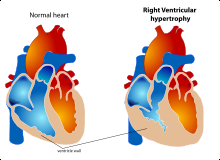 Normal heart
Right Ventricular
hypertrophy
ventricle wall